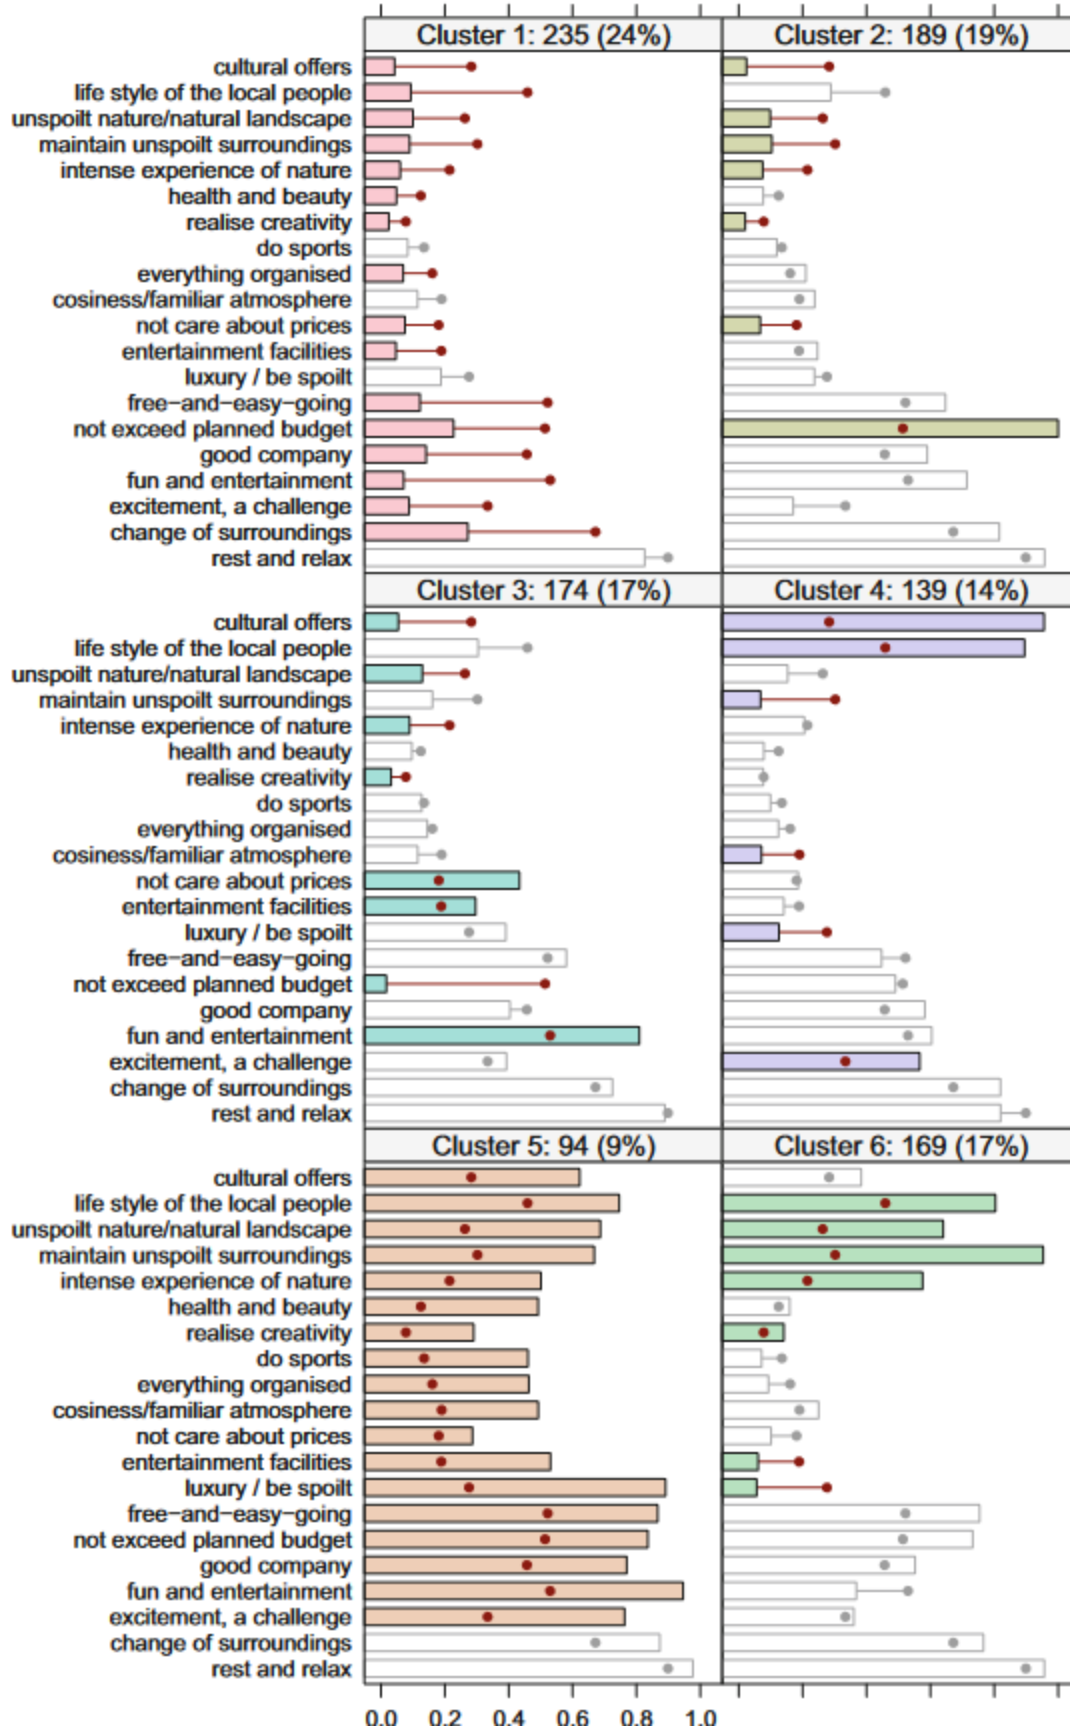 Cluster 1: 235 (24%) Cluster 2: 189 (19%)
cultural offers
life style of the local people
unspoilt nature/natural landscape
maintain unspoilt surroundings
intense experience of nature
health and beauty
realise creativity
do sports
everything organised
cosiness/familiar atmosphere
not care about prices
entertainment facilities
luxury / be spoilt
free−and−easy−going
not exceed planned budget
good company
fun and entertainment
excitement, a challenge
change of surroundings
rest and relax
Cluster 3: 174 (17%) Cluster 4: 139 (14%)
cultural offers
life style of the local people
unspoilt nature/natural landscape
maintain unspoilt surroundings
intense experience of nature
health and beauty
realise creativity
do sports
everything organised
cosiness/familiar atmosphere
not care about prices
entertainment facilities
luxury / be spoilt
free−and−easy−going
not exceed planned budget
good company
fun and entertainment
excitement, a challenge
change of surroundings
rest and relax
Cluster 5: 94 (9%) Cluster 6: 169 (17%)
cultural offers
life style of the local people
unspoilt nature/natural landscape
maintain unspoilt surroundings
intense experience of nature
health and beauty
realise creativity
do sports
everything organised
cosiness/familiar atmosphere
not care about prices
entertainment facilities
luxury / be spoilt
free−and−easy−going
not exceed planned budget
good company
fun and entertainment
excitement, a challenge
change of surroundings
rest and relax
0.0 0.2 0.4 0.6 0.8 1.0